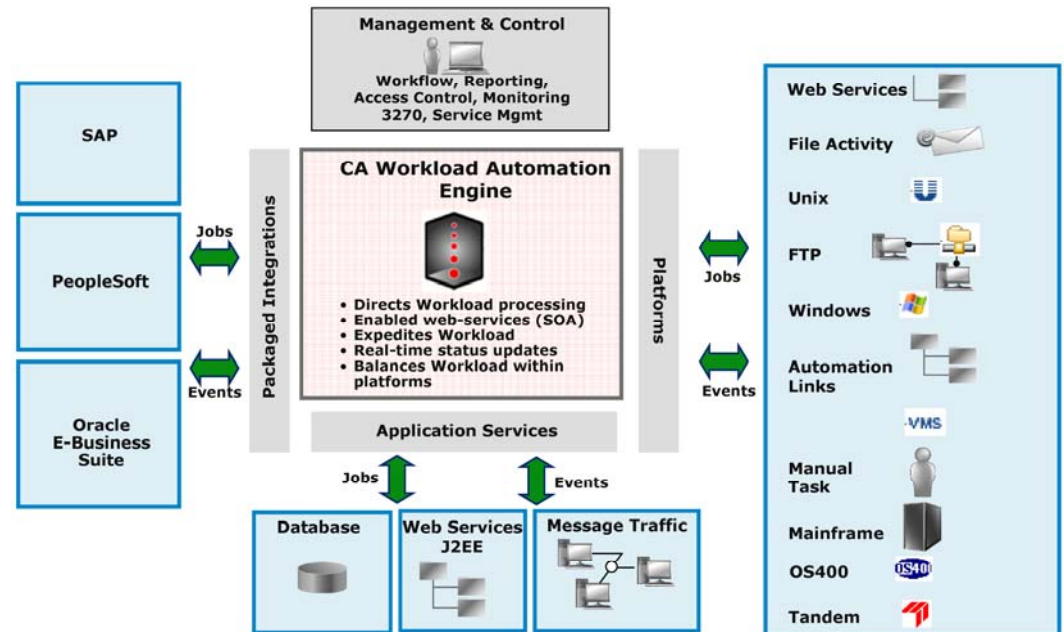 Management & Control
Workflow, Reporting,
Access Control, Monitoring
3270, Service Mgmt
SAP
PeopleSoft
Oracle
E-Business
Suite
Jobs
Events
Packaged Integrations
CA Workload Automation
Engine
• Directs Workload processing
• Enabled web-services (SOA)
• Expedites Workload
• Real-time status updates
• Balances Workload within
platforms
Platforms
Application Services
Jobs
Events
Database
Web Services
J2EE
Message Traffic
Jobs
Events
Web Services
File Activity
Unix
FTP
Windows
Automation
Links
VMS
Manual
Task
Mainframe
OS400
OS400
Tandem